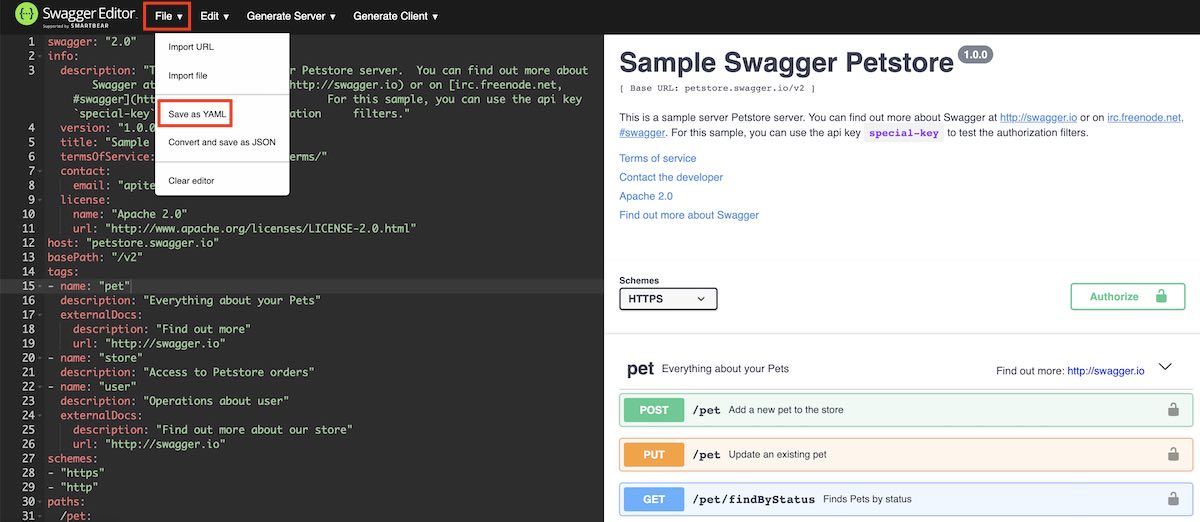 Swagger Editor.
Supported by SMARTBEAR
File ▾ Edit ▾ Generate Server ▾ Generate Client ▾
Import URL
Import file
Save as YAML
Convert and save as JSON
Clear editor
1 swagger: "2.0"
2 info:
3 description: "T r Petstore server. You can find out more about
Swagger at http://swagger.io) or on [irc.freenode.net,
#swagger](ht For this sample, you can use the api key
`special-key` ation filters."
4 version: "1.0.0
5 title: "Sample
6 termsOfService: erms/"
7 contact:
8 email: "apite
9 license:
10 name: "Apache 2.0"
11 url: "http://www.apache.org/licenses/LICENSE-2.0.html"
12 host: "petstore.swagger.io"
13 basePath: "/v2"
14 tags:
15 - name: "pet"
16 description: "Everything about your Pets"
17 externalDocs:
18 description: "Find out more"
19 url: "http://swagger.io"
20 - name: "store"
21 description: "Access to Petstore orders"
22 - name: "user"
23 description: "Operations about user"
24 externalDocs:
25 description: "Find out more about our store"
26 url: "http://swagger.io"
27 schemes:
28 - "https"
29 - "http"
30 paths:
31 /pet:
Sample Swagger Petstore 1.0.0
[ Base URL: petstore.swagger.io/v2 ]
This is a sample server Petstore server. You can find out more about Swagger at http://swagger.io or on irc.freenode.net,
#swagger. For this sample, you can use the api key special-key to test the authorization filters.
Terms of service
Contact the developer
Apache 2.0
Find out more about Swagger
Schemes
HTTPS
Authorize
pet Everything about your Pets Find out more: http://swagger.io
POST /pet Add a new pet to the store
PUT /pet Update an existing pet
GET /pet/findByStatus Finds Pets by status